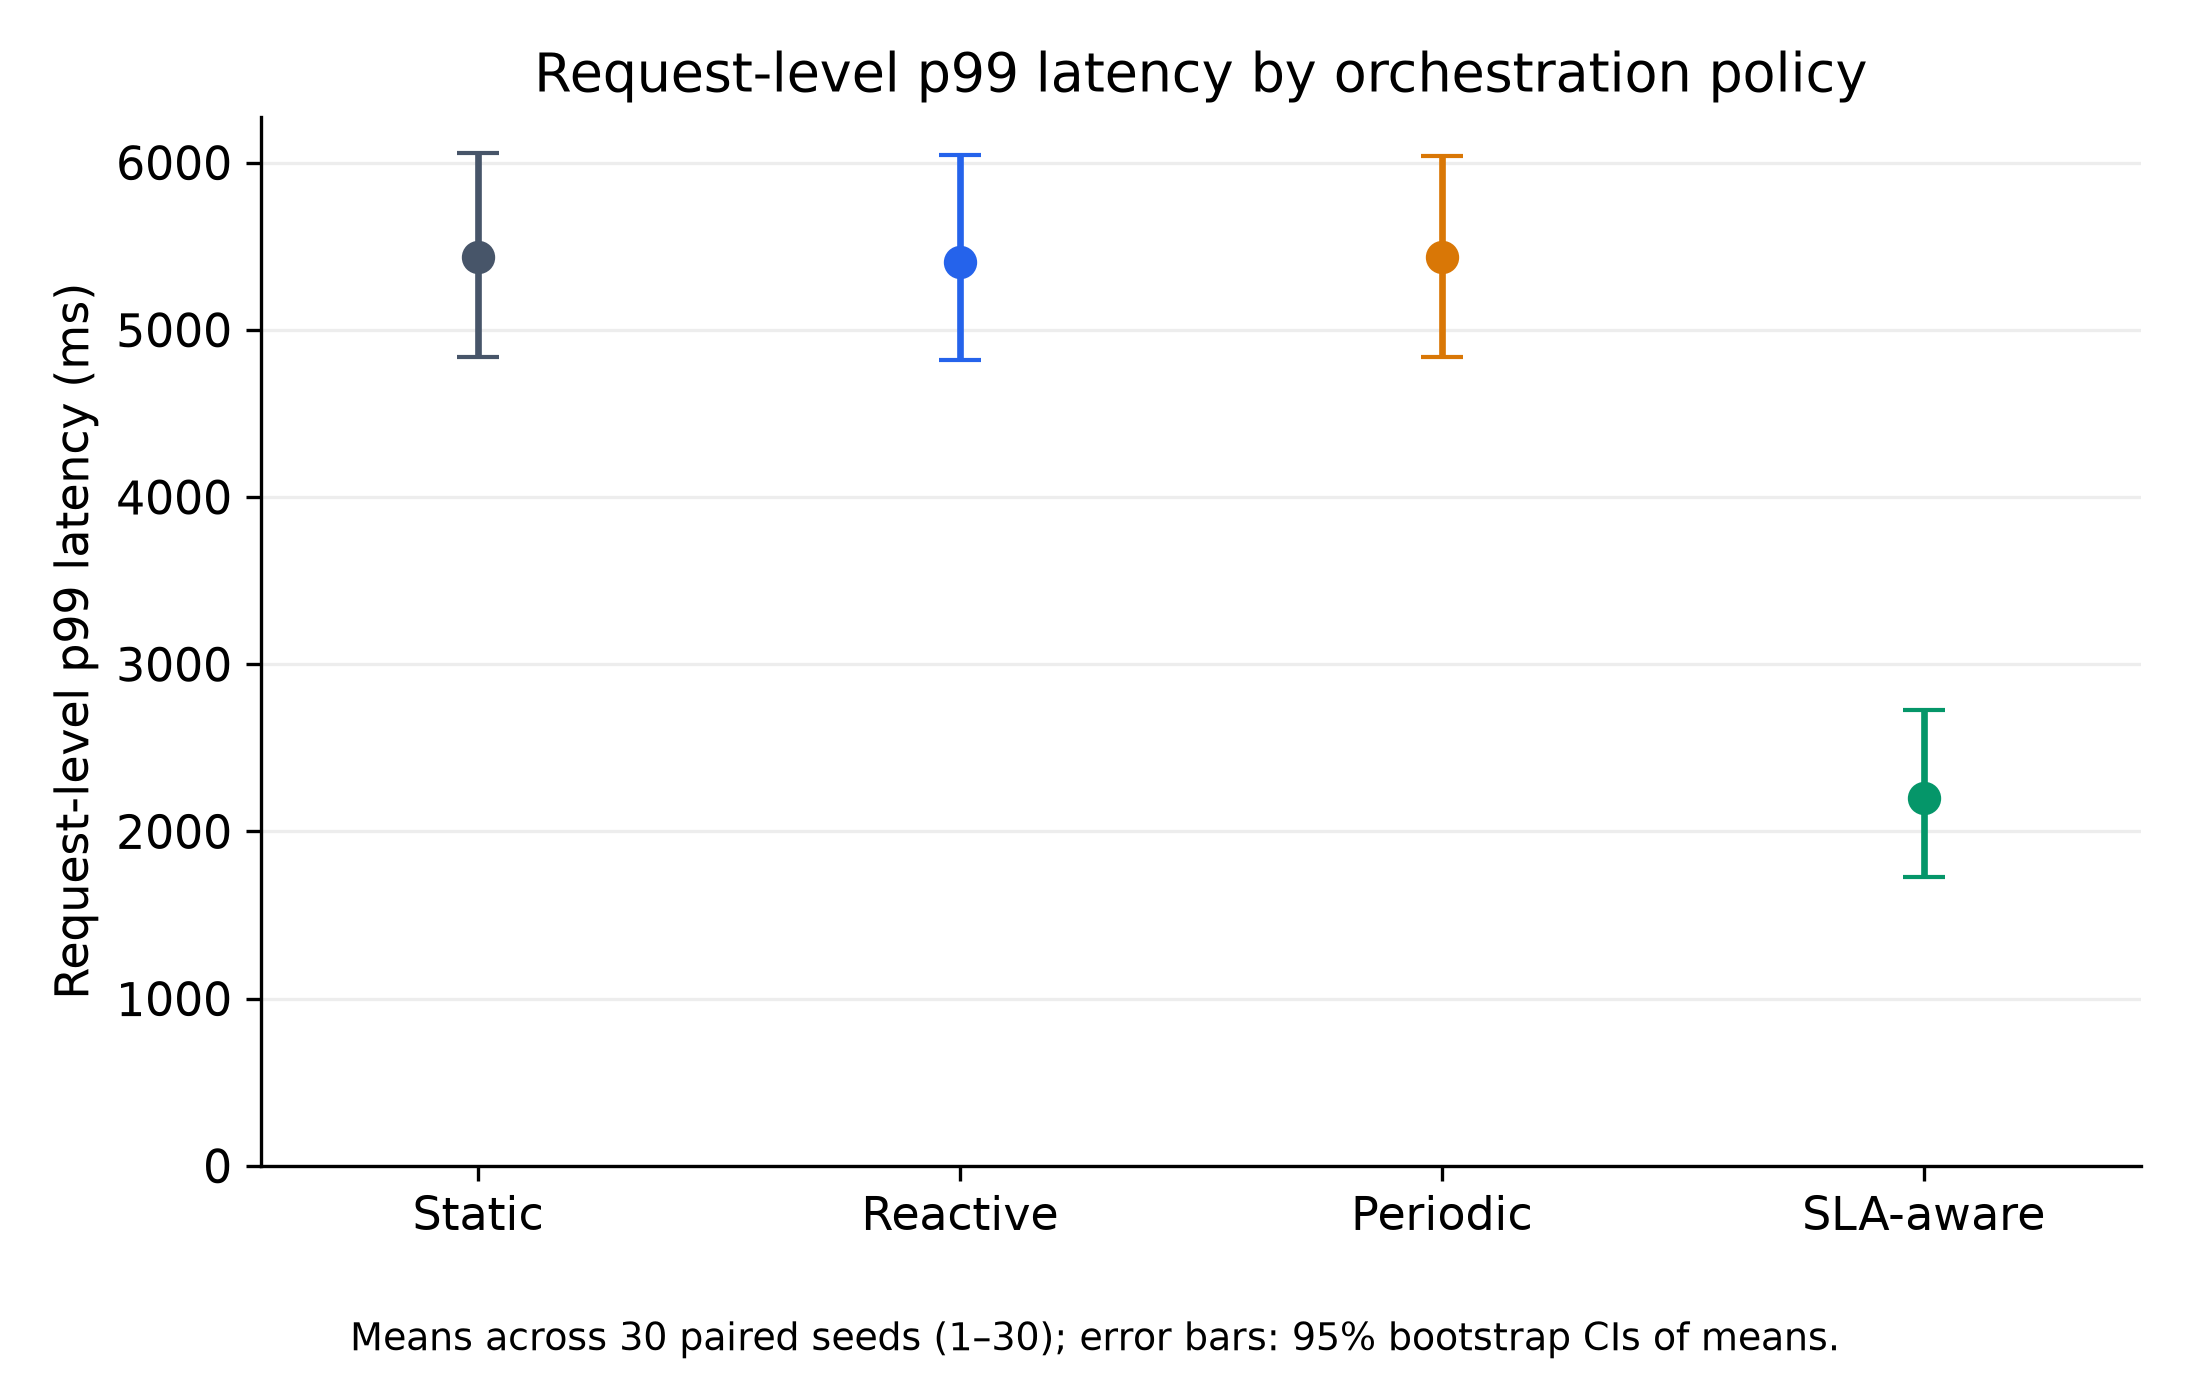 Request-level p99 latency by orchestration policy
Request-level p99 latency (ms)
6000
5000
4000
3000
2000
1000
0
Static Reactive Periodic SLA-aware
Means across 30 paired seeds (1–30); error bars: 95% bootstrap CIs of means.